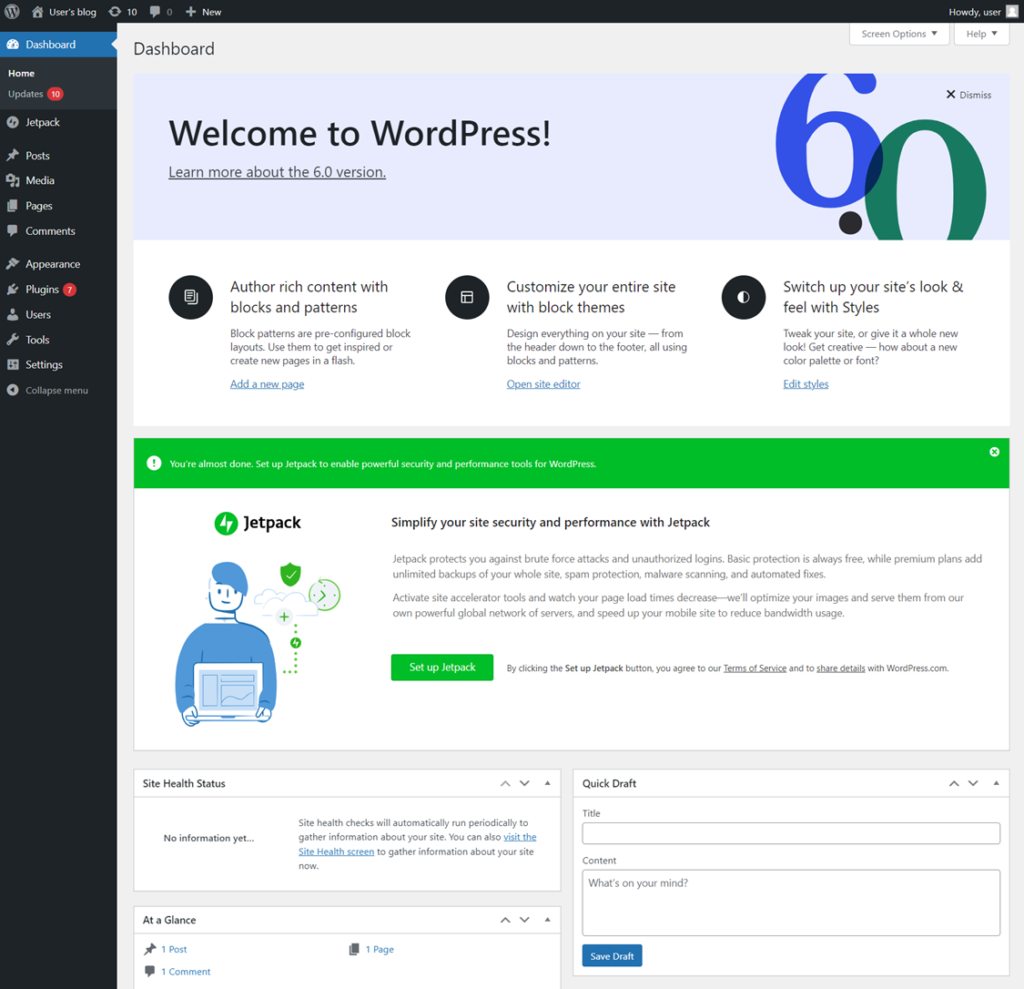 User's blog 10 0 New Howdy, user
Dashboard
Home
Updates 10
Jetpack
Posts
Media
Pages
Comments
Appearance
Plugins 7
Users
Tools
Settings
Collapse menu
Screen Options Help
Dashboard
Dismiss
Welcome to WordPress!
Learn more about the 6.0 version.
6.0
Author rich content with
blocks and patterns
Block patterns are pre-configured block
layouts. Use them to get inspired or
create new pages in a flash.
Add a new page
Customize your entire site
with block themes
Design everything on your site — from
the header down to the footer, all using
blocks and patterns.
Open site editor
Switch up your site's look &
feel with Styles
Tweak your site, or give it a whole new
look! Get creative — how about a new
color palette or font?
Edit styles
You're almost done. Set up Jetpack to enable powerful security and performance tools for WordPress.
Jetpack
Simplify your site security and performance with Jetpack
Jetpack protects you against brute force attacks and unauthorized logins. Basic protection is always free, while premium plans add
unlimited backups of your whole site, spam protection, malware scanning, and automated fixes.
Activate site accelerator tools and watch your page load times decrease—we'll optimize your images and serve them from our
own powerful global network of servers, and speed up your mobile site to reduce bandwidth usage.
Set up Jetpack
By clicking the Set up Jetpack button, you agree to our Terms of Service and to share details with WordPress.com.
Site Health Status
No information yet...
Site health checks will automatically run periodically to
gather information about your site. You can also visit the
Site Health screen to gather information about your site
now.
At a Glance
1 Post 1 Page
1 Comment
Quick Draft
Title
Content
What's on your mind?
Save Draft